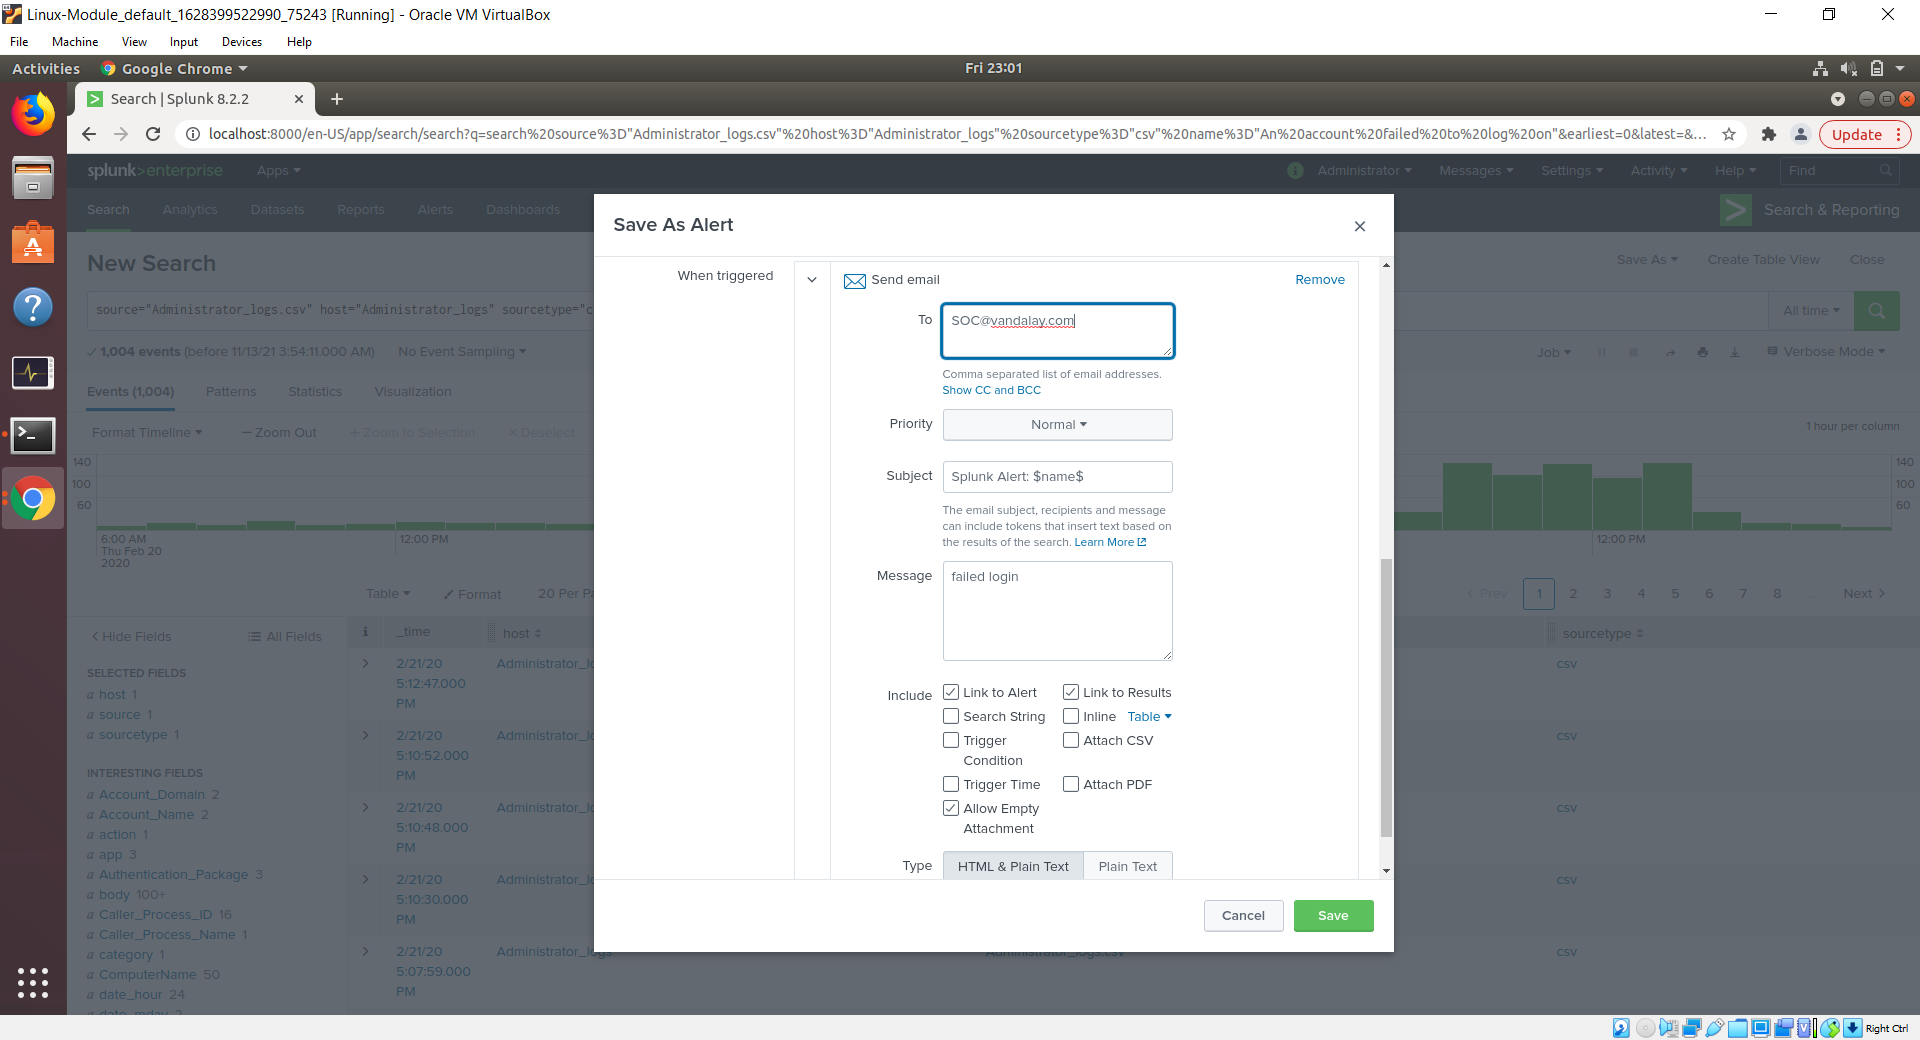 Linux-Module_default_1628399522990_75243 [Running] - Oracle VM VirtualBox
File Machine View Input Devices Help
Activities Google Chrome Fri 23:01
Search | Splunk 8.2.2
localhost:8000/en-US/app/search/search?q=search%20source%3D"Administrator_logs.csv"%20host%3D"Administrator_logs"%20sourcetype%3D"csv"%20name%3D"An%20account%20failed%20to%20log%20on"&earliest=0&latest=&... Update
splunk>enterprise Apps Administrator Messages Settings Activity Help Find
Search Analytics Datasets Reports Alerts Dashboards Search & Reporting
New Search Save As Create Table View Close
source="Administrator_logs.csv" host="Administrator_logs" sourcetype="c All time
1,004 events (before 11/13/21 3:54:11.000 AM) No Event Sampling Job Verbose Mode
Events (1,004) Patterns Statistics Visualization
Format Timeline — Zoom Out + Zoom to Selection × Deselect 1 hour per column
140 140
100 100
60 60
6:00 AM 12:00 PM 12:00 PM
Thu Feb 20
2020
Table Format 20 Per Pa < Prev 1 2 3 4 5 6 7 8 ... Next >
< Hide Fields All Fields i _time host sourcetype
SELECTED FIELDS
a host 1
a source 1
a sourcetype 1
INTERESTING FIELDS
a Account_Domain 2
a Account_Name 2
a action 1
a app 3
a Authentication_Package 3
a body 100+
a Caller_Process_ID 16
a Caller_Process_Name 1
a category 1
a ComputerName 50
a date_hour 24
a date_mday 2
> 2/21/20 Administrator_lo csv
5:12:47.000
PM
> 2/21/20 Administrator_lo csv
5:10:52.000
PM
> 2/21/20 Administrator_lo csv
5:10:48.000
PM
> 2/21/20 Administrator_lo csv
5:10:30.000
PM
> 2/21/20 Administrator_logs Administrator_logs.csv csv
5:07:59.000
PM
Save As Alert
When triggered
Send email Remove
To SOC@vandalay.com
Comma separated list of email addresses.
Show CC and BCC
Priority Normal
Subject Splunk Alert: $name$
The email subject, recipients and message
can include tokens that insert text based on
the results of the search. Learn More
Message failed login
Include Link to Alert Link to Results
Search String Inline Table
Trigger Attach CSV
Condition
Trigger Time Attach PDF
Allow Empty
Attachment
Type HTML & Plain Text Plain Text
Cancel Save
Right Ctrl